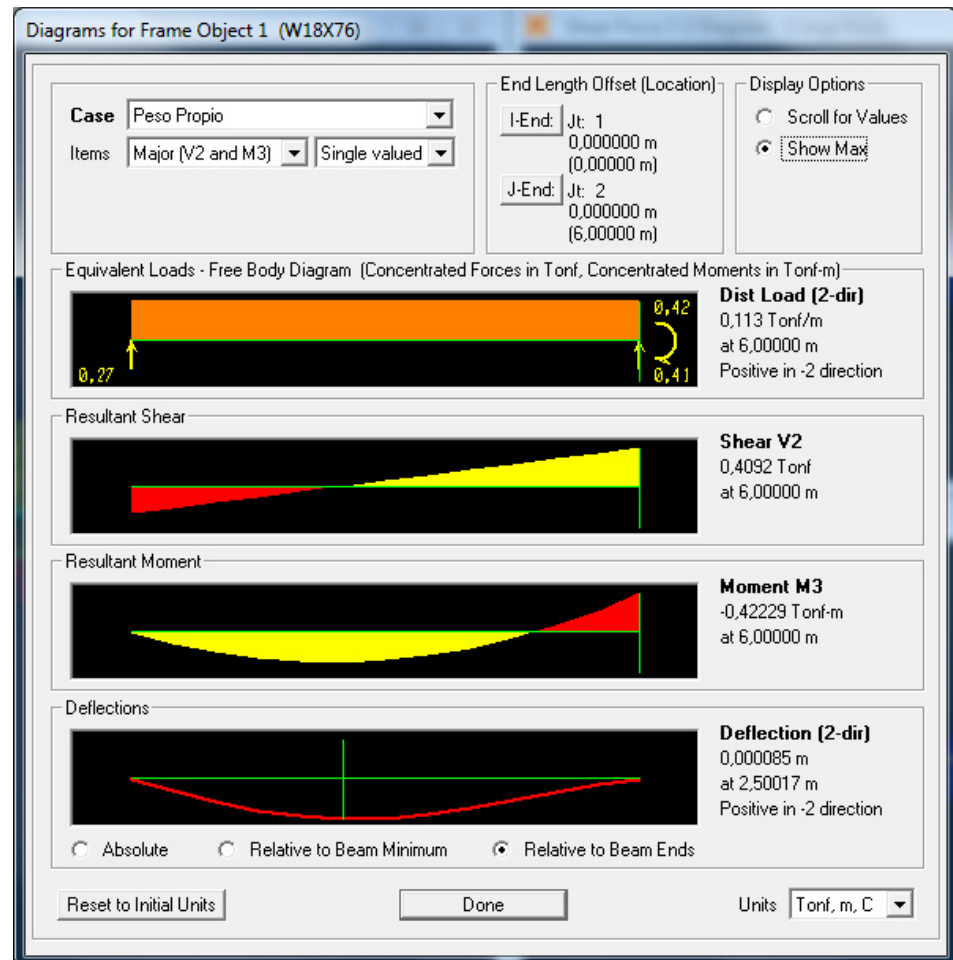 Diagrams for Frame Object 1 (W18X76)
Case Peso Propio
Items Major (V2 and M3) Single valued
End Length Offset (Location)
I-End: Jt: 1
0,000000 m
(0,00000 m)
J-End: Jt: 2
0,000000 m
(6,00000 m)
Display Options
Scroll for Values
Show Max
Equivalent Loads - Free Body Diagram (Concentrated Forces in Tonf, Concentrated Moments in Tonf-m)
0,27
0,42
0,41
Dist Load (2-dir)
0,113 Tonf/m
at 6,00000 m
Positive in -2 direction
Resultant Shear
Shear V2
0,4092 Tonf
at 6,00000 m
Resultant Moment
Moment M3
-0,42229 Tonf-m
at 6,00000 m
Deflections
Deflection (2-dir)
0,000085 m
at 2,50017 m
Positive in -2 direction
Absolute Relative to Beam Minimum Relative to Beam Ends
Reset to Initial Units Done Units Tonf, m, C